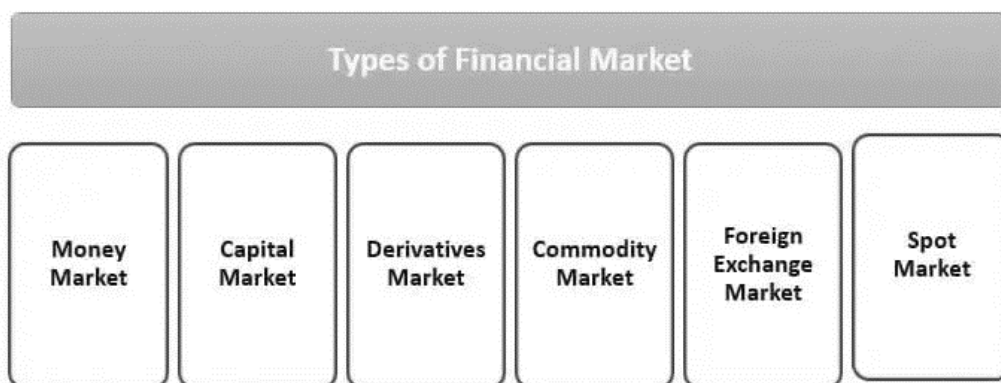 Types of Financial Market
Money
Market
Capital
Market
Derivatives
Market
Commodity
Market
Foreign
Exchange
Market
Spot
Market